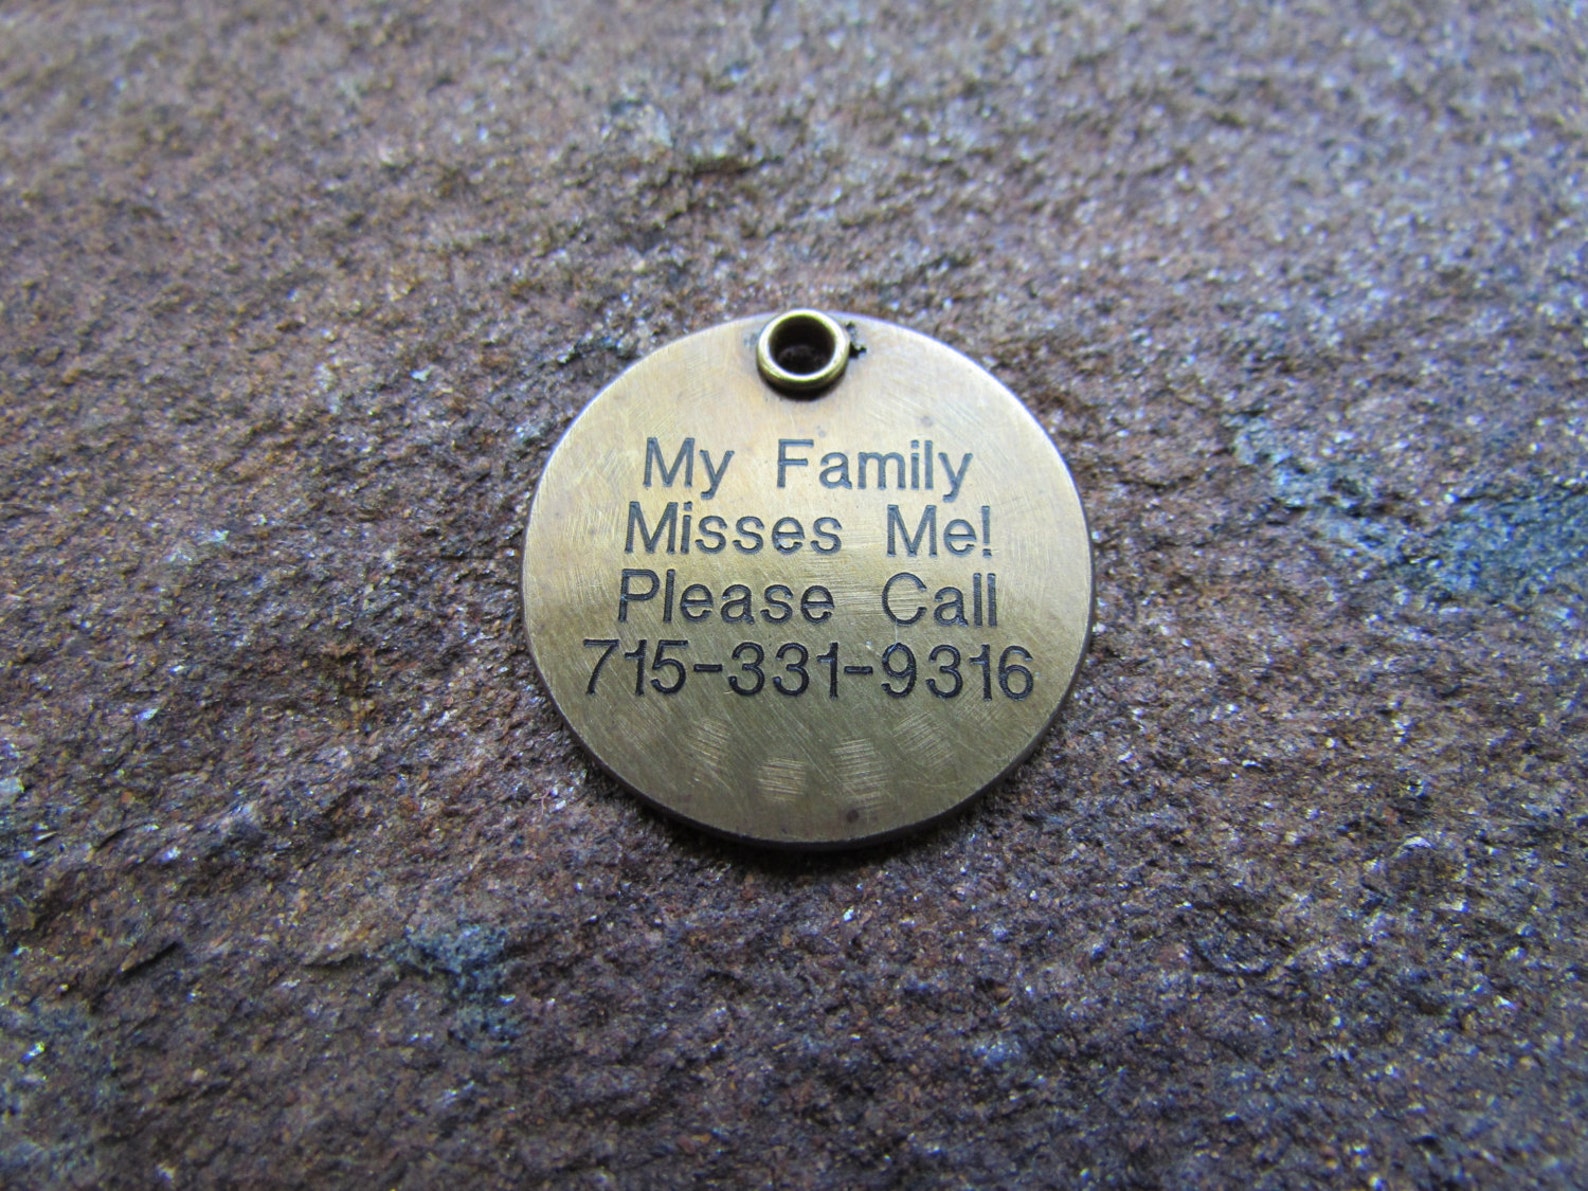 My Family
Misses Me!
Please Call
715-331-9316